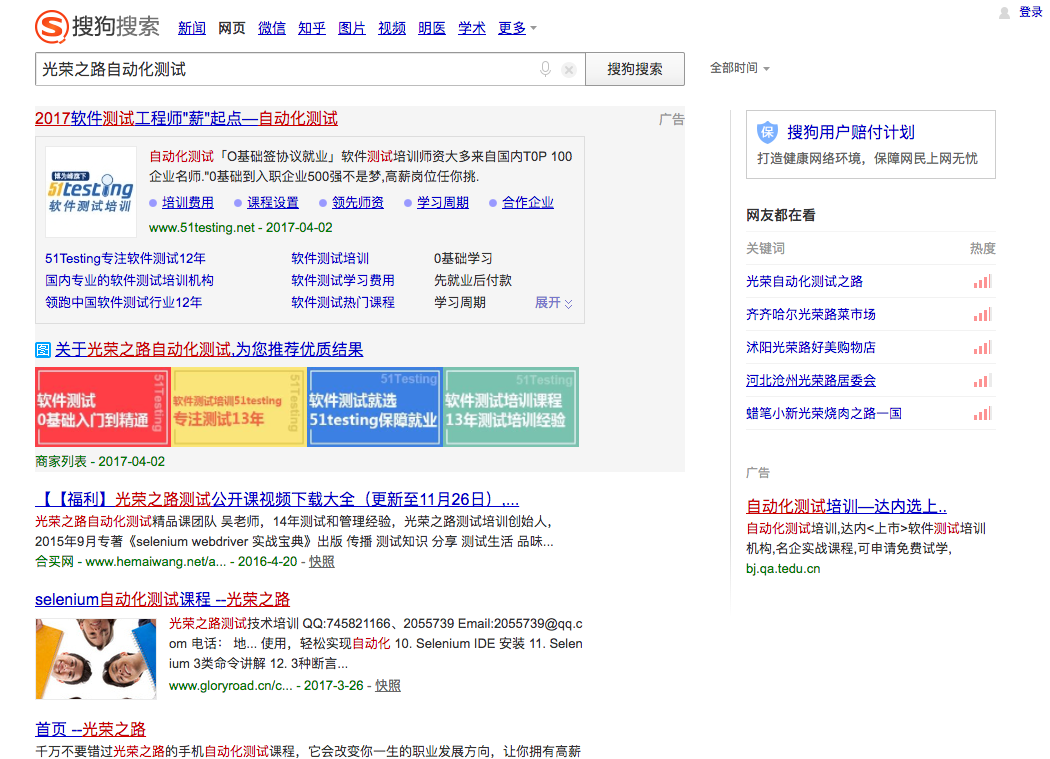 搜狗搜索 新闻 网页 微信 知乎 图片 视频 明医 学术 更多 登录
光荣之路自动化测试 搜狗搜索 全部时间
2017软件测试工程师"薪"起点—自动化测试 广告
博为峰旗下
51testing
软件测试培训
自动化测试「O基础签协议就业」软件测试培训师资大多来自国内T0P 100
企业名师."0基础到入职企业500强不是梦,高薪岗位任你挑.
培训费用 课程设置 领先师资 学习周期 合作企业
www.51testing.net - 2017-04-02
51Testing专注软件测试12年 软件测试培训 0基础学习
国内专业的软件测试培训机构 软件测试学习费用 先就业后付款
领跑中国软件测试行业12年 软件测试热门课程 学习周期 展开
图 关于光荣之路自动化测试,为您推荐优质结果
软件测试
0基础入门到精通
51Testing
软件测试培训51testing
专注测试13年
51Testing
51Testing
软件测试就选
51testing保障就业
51Testing
软件测试培训课程
13年测试培训经验
商家列表 - 2017-04-02
【【福利】光荣之路测试公开课视频下载大全（更新至11月26日）,...
光荣之路自动化测试精品课团队 吴老师，14年测试和管理经验，光荣之路测试培训创始人，
2015年9月专著《selenium webdriver 实战宝典》出版 传播 测试知识 分享 测试生活 品味...
合买网 - www.hemaiwang.net/a... - 2016-4-20 - 快照
selenium自动化测试课程 --光荣之路
光荣之路测试技术培训 QQ:745821166、2055739 Email:2055739@qq.c
om 电话： 地... 使用，轻松实现自动化 10. Selenium IDE 安装 11. Selen
ium 3类命令讲解 12. 3种断言...
www.gloryroad.cn/c... - 2017-3-26 - 快照
首页 --光荣之路
千万不要错过光荣之路的手机自动化测试课程，它会改变你一生的职业发展方向，让你拥有高薪
保 搜狗用户赔付计划
打造健康网络环境，保障网民上网无忧
网友都在看
关键词 热度
光荣自动化测试之路
齐齐哈尔光荣路菜市场
沭阳光荣路好美购物店
河北沧州光荣路居委会
蜡笔小新光荣烧肉之路一国
广告
自动化测试培训—达内选上..
自动化测试培训,达内<上市>软件测试培训
机构,名企实战课程,可申请免费试学,
bj.qa.tedu.cn